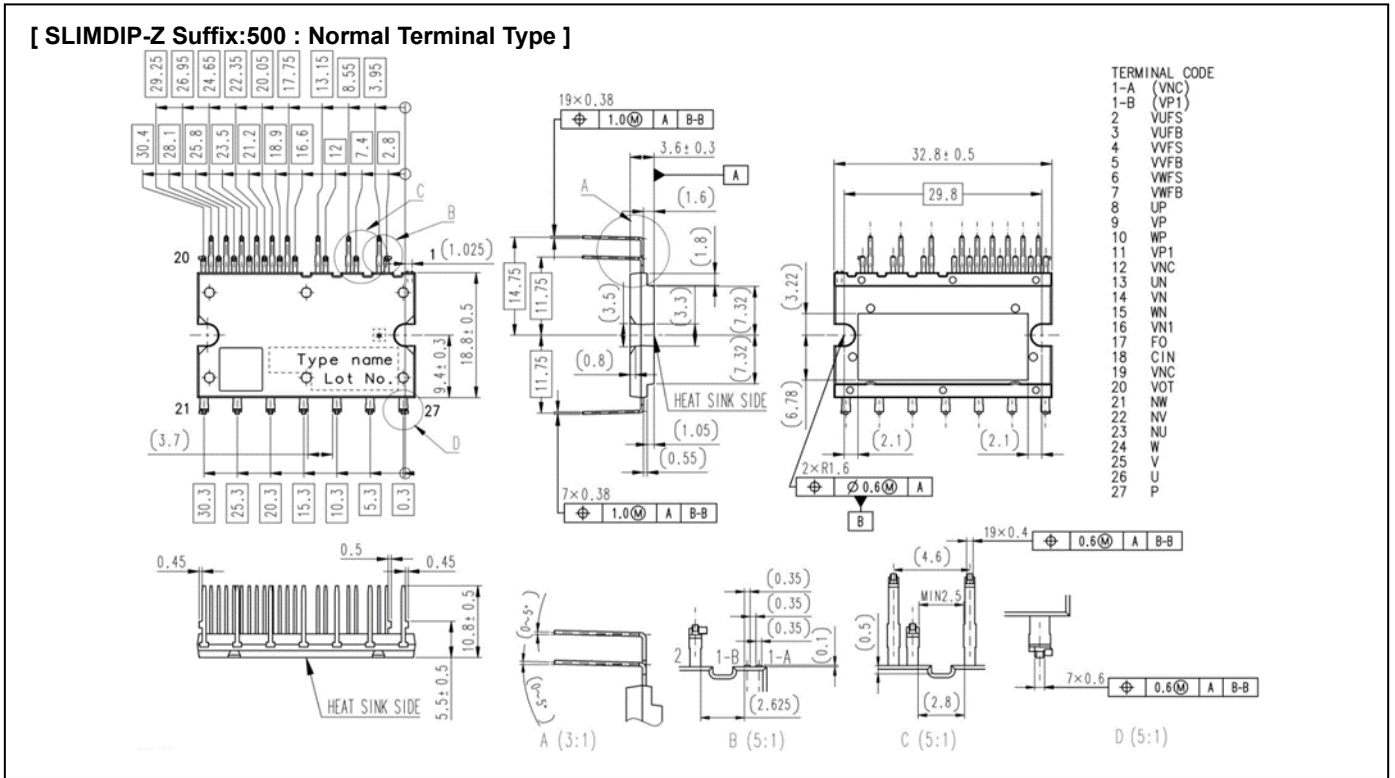 [ SLIMDIP-Z Suffix:500 : Normal Terminal Type ]
29.25 26.95 24.65 22.35 20.05 17.75 13.15 8.55 3.95
30.4 28.1 25.8 23.5 21.2 18.9 16.6 12 7.4 2.8
C
B
20
1
(1.025)
18.8± 0.5
9.4± 0.3
Type name
Lot No.
21
27
D
(3.7)
30.3 25.3 20.3 15.3 10.3 5.3 0.3
19×0.38
⌖ 1.0Ⓜ A B-B
3.6± 0.3
A
A
(1.6)
(1.8)
14.75
11.75
(3.5)
(3.3)
(7.32)
(7.32)
11.75
(0.8)
HEAT SINK SIDE
(1.05)
(0.55)
7×0.38
⌖ 1.0Ⓜ A B-B
32.8± 0.5
29.8
(3.22)
(6.78)
(2.1)
(2.1)
2×R1.6
⌖ Ø 0.6Ⓜ A
B
TERMINAL CODE
1-A (VNC)
1-B (VP1)
2 VUFS
3 VUFB
4 VVFS
5 VVFB
6 VWFS
7 VWFB
8 UP
9 VP
10 WP
11 VP1
12 VNC
13 UN
14 VN
15 WN
16 VN1
17 FO
18 CIN
19 VNC
20 VOT
21 NW
22 NV
23 NU
24 W
25 V
26 U
27 P
0.45
0.5
0.45
10.8± 0.5
5.5± 0.5
HEAT SINK SIDE
(0~5°
(0~5°)
A (3:1)
(0.35)
(0.35)
(0.35)
(0.1)
2
1-B
1-A
(2.625)
B (5:1)
19×0.4
⌖ 0.6Ⓜ A B-B
(4.6)
MIN2.5
(0.5)
(2.8)
C (5:1)
7×0.6
⌖ 0.6Ⓜ A B-B
D (5:1)